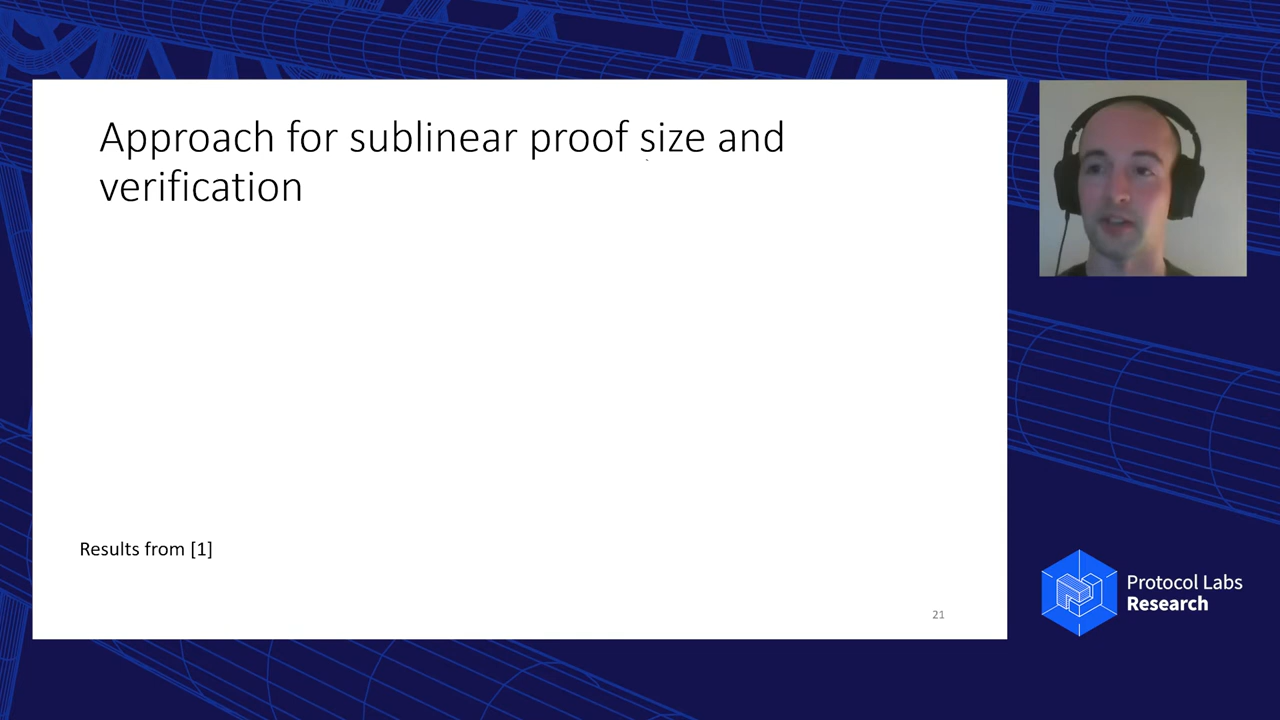 Approach for sublinear proof size and
verification
Results from [1]
21
Protocol Labs
Research